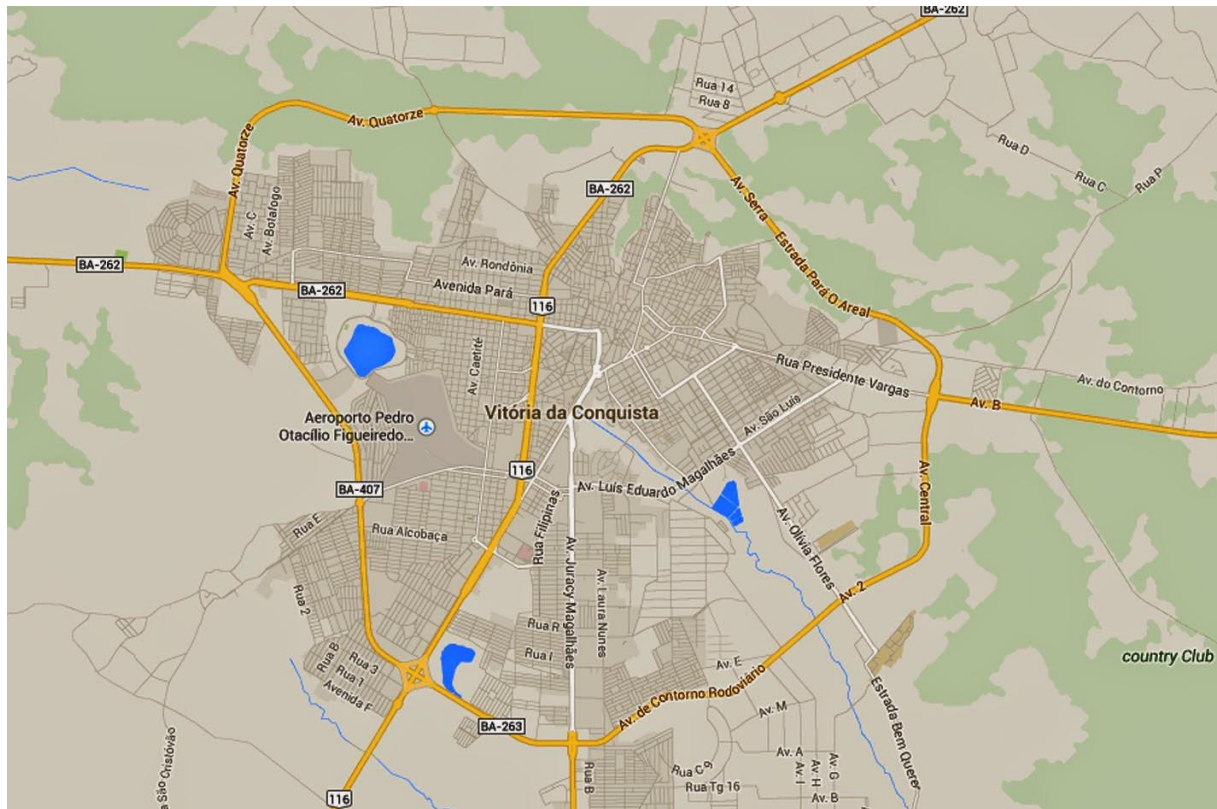 BA-262
Rua 14
Rua 8
Av. Quatorze
Av. Quatorze
Rua D
Rua C
Rua P
BA-262
Av. Serra
Av. C
Av. Botafogo
Estrada Pará O Areal
BA-262
Av. Rondônia
BA-262
Avenida Pará
116
Av. Caetité
Rua Presidente Vargas
Av. do Contorno
Av. B
Vitória da Conquista
Av. São Luís
Aeroporto Pedro
Otacílio Figueiredo...
116
Av. Luís Eduardo Magalhães
BA-407
Av. Central
Rua E
Rua Alcobaça
Rua Filipinas
Av. Olívia Flores
Av. Juracy Magalhães
Av. Laura Nunes
Rua 2
Av. 2
Rua R
Rua I
Rua B
Rua 3
Rua 1
Avenida F
Av. E
country Club
Estrada Bem Querer
Av. de Contorno Rodoviário
Av. M
BA-263
a São Cristóvão
Av. A
Av. I
Av. H
Av. G
Rua C 9
Rua Tg 16
Av. B
Rua B
116